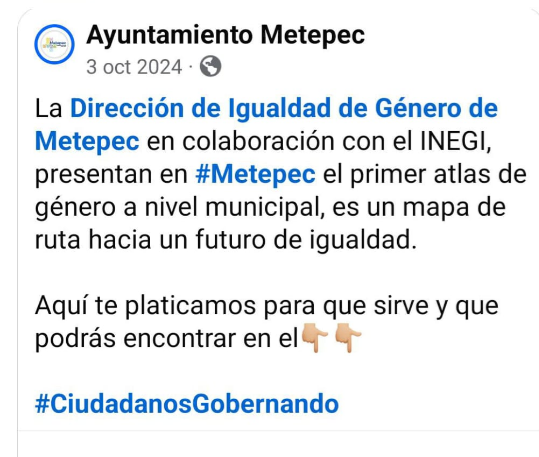 Ayuntamiento Metepec
3 oct 2024 ·
La Dirección de Igualdad de Género de
Metepec en colaboración con el INEGI,
presentan en #Metepec el primer atlas de
género a nivel municipal, es un mapa de
ruta hacia un futuro de igualdad.
Aquí te platicamos para que sirve y que
podrás encontrar en el👇🏼👇🏼
#CiudadanosGobernando